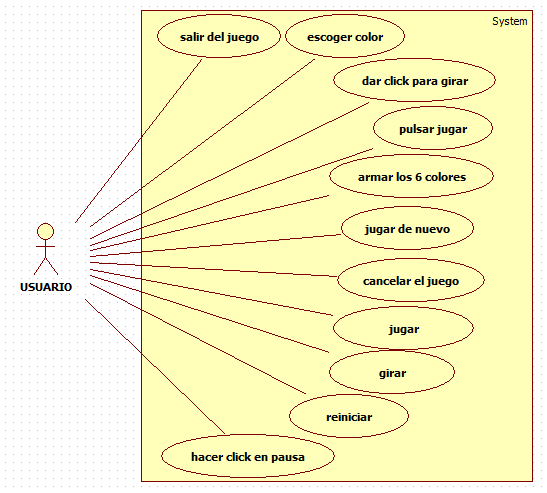 System
salir del juego
escoger color
dar click para girar
pulsar jugar
armar los 6 colores
jugar de nuevo
cancelar el juego
USUARIO
jugar
girar
reiniciar
hacer click en pausa